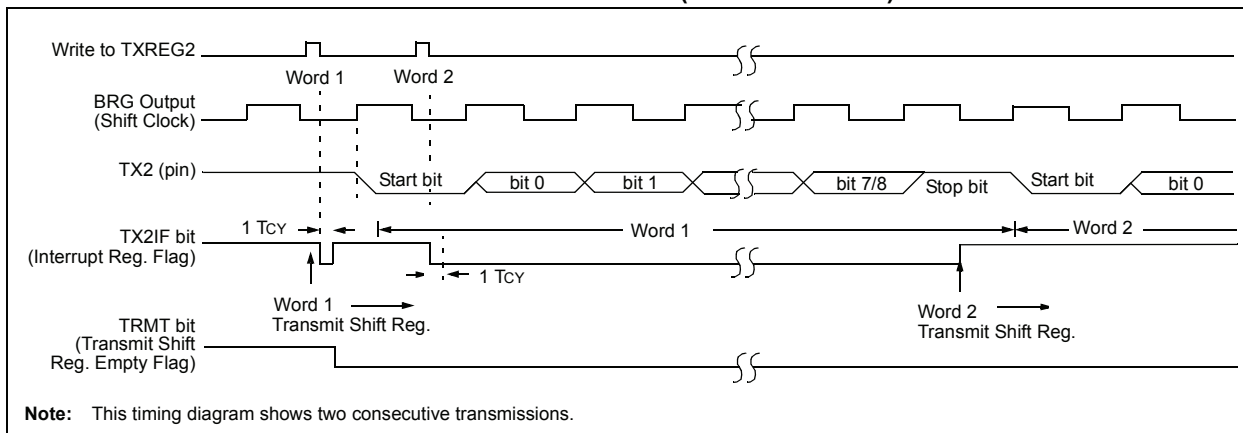 Write to TXREG2
Word 1
Word 2
BRG Output
(Shift Clock)
TX2 (pin)
Start bit
bit 0
bit 1
bit 7/8
Stop bit
Start bit
bit 0
TX2IF bit
(Interrupt Reg. Flag)
1 TCY
Word 1
Word 2
1 TCY
Word 1
Transmit Shift Reg.
Word 2
Transmit Shift Reg.
TRMT bit
(Transmit Shift
Reg. Empty Flag)
Note: This timing diagram shows two consecutive transmissions.